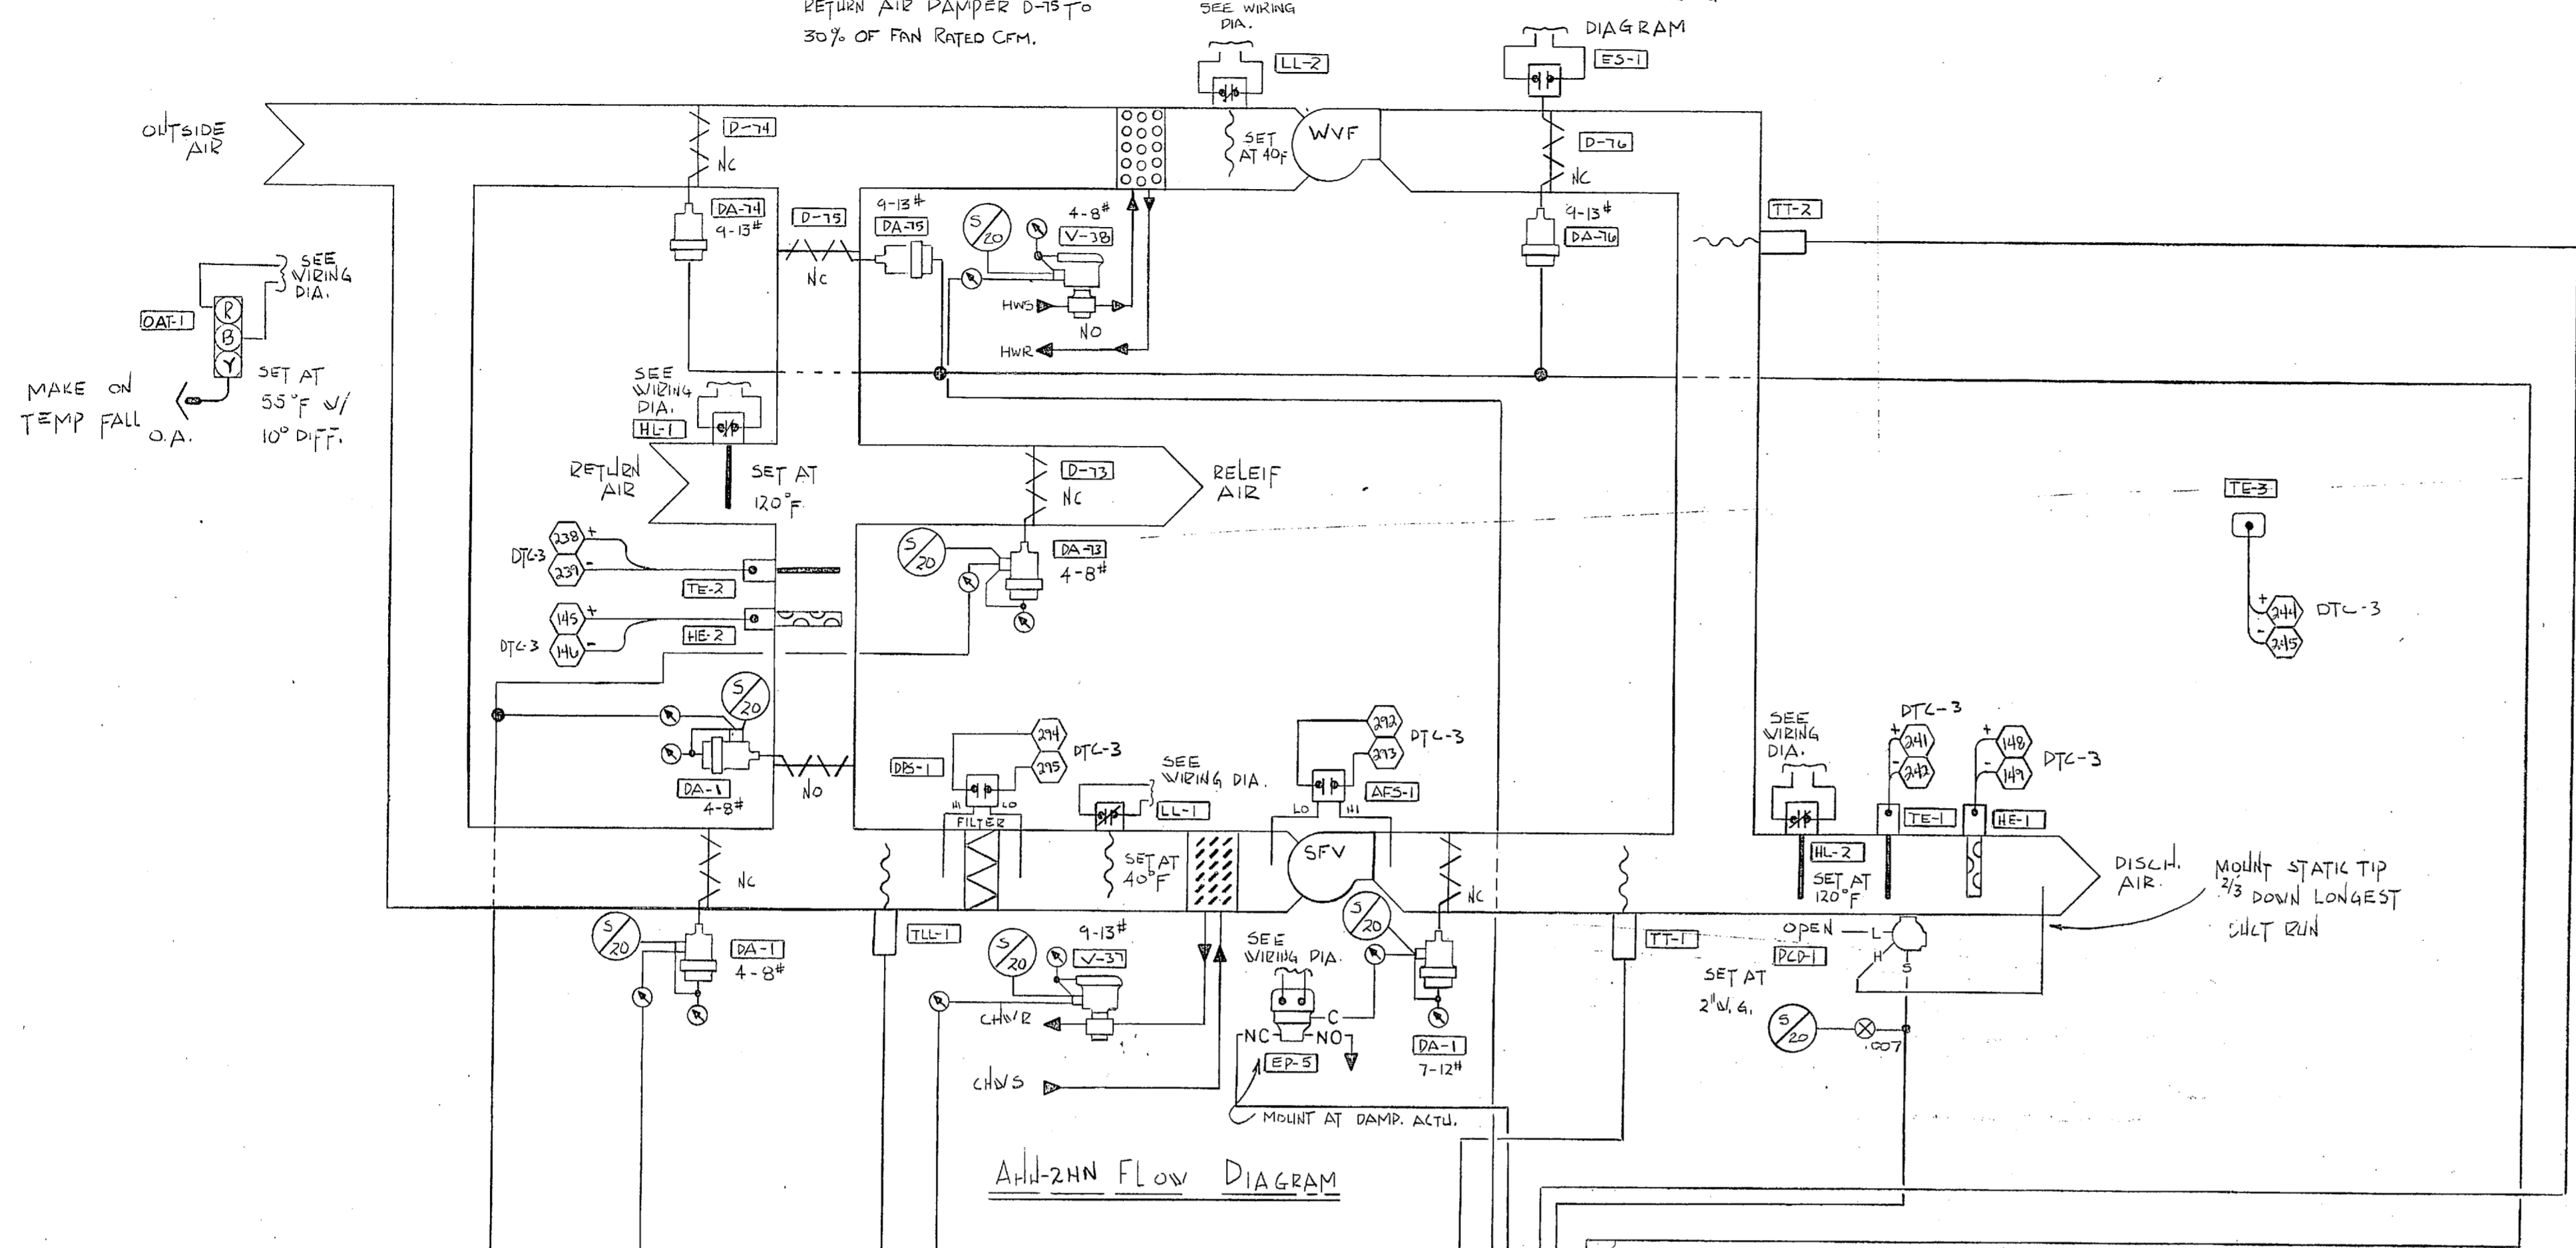 RETURN AIR DAMPER D-75 TO
30% OF FAN RATED CFM.
SEE WIRING
DIA.
LL-2
DIAGRAM
ES-1
OUTSIDE
AIR
D-74
NC
SET
AT 40F
WVF
D-76
NC
DA-74
9-13#
D-75
NC
9-13#
DA-75
S/20
4-8#
V-38
HWS
NO
HWR
9-13#
DA-76
TT-2
SEE
WIRING
DIA.
OAT-1
R
B
Y
MAKE ON
TEMP FALL
O.A.
SET AT
55°F W/
10° DIFF.
SEE
WIRING
DIA.
HL-1
RETURN
AIR
SET AT
120°F.
D-73
NC
RELEIF
AIR
TE-3
DTC-3
238 +
239 -
TE-2
145 +
DTC-3
146 -
HE-2
S/20
DA-73
4-8#
+
244
DTC-3
-
245
S/20
DA-1
4-8#
NO
DPS-1
294
295
DTC-3
HI
LO
FILTER
SEE
WIRING DIA.
LL-1
SET AT
40°F
292
293
DTC-3
AFS-1
LO
HI
SFV
SEE
WIRING
DIA.
DTC-3
+ 241
- 242
+ 148
- 149
DTC-3
TE-1
HE-1
HL-2
SET AT
120°F
DISCH.
AIR.
MOUNT STATIC TIP
2/3 DOWN LONGEST
DUCT RUN
NC
S/20
DA-1
4-8#
TLL-1
S/20
9-13#
V-37
CHWR
CHWS
SEE
WIRING DIA.
S/20
NC
C
NC
NO
EP-5
DA-1
7-12#
MOUNT AT DAMP. ACTU.
TT-1
OPEN
L
H
S
PCD-1
SET AT
2"W.G.
S/20
.007
AHU-2HN FLOW DIAGRAM